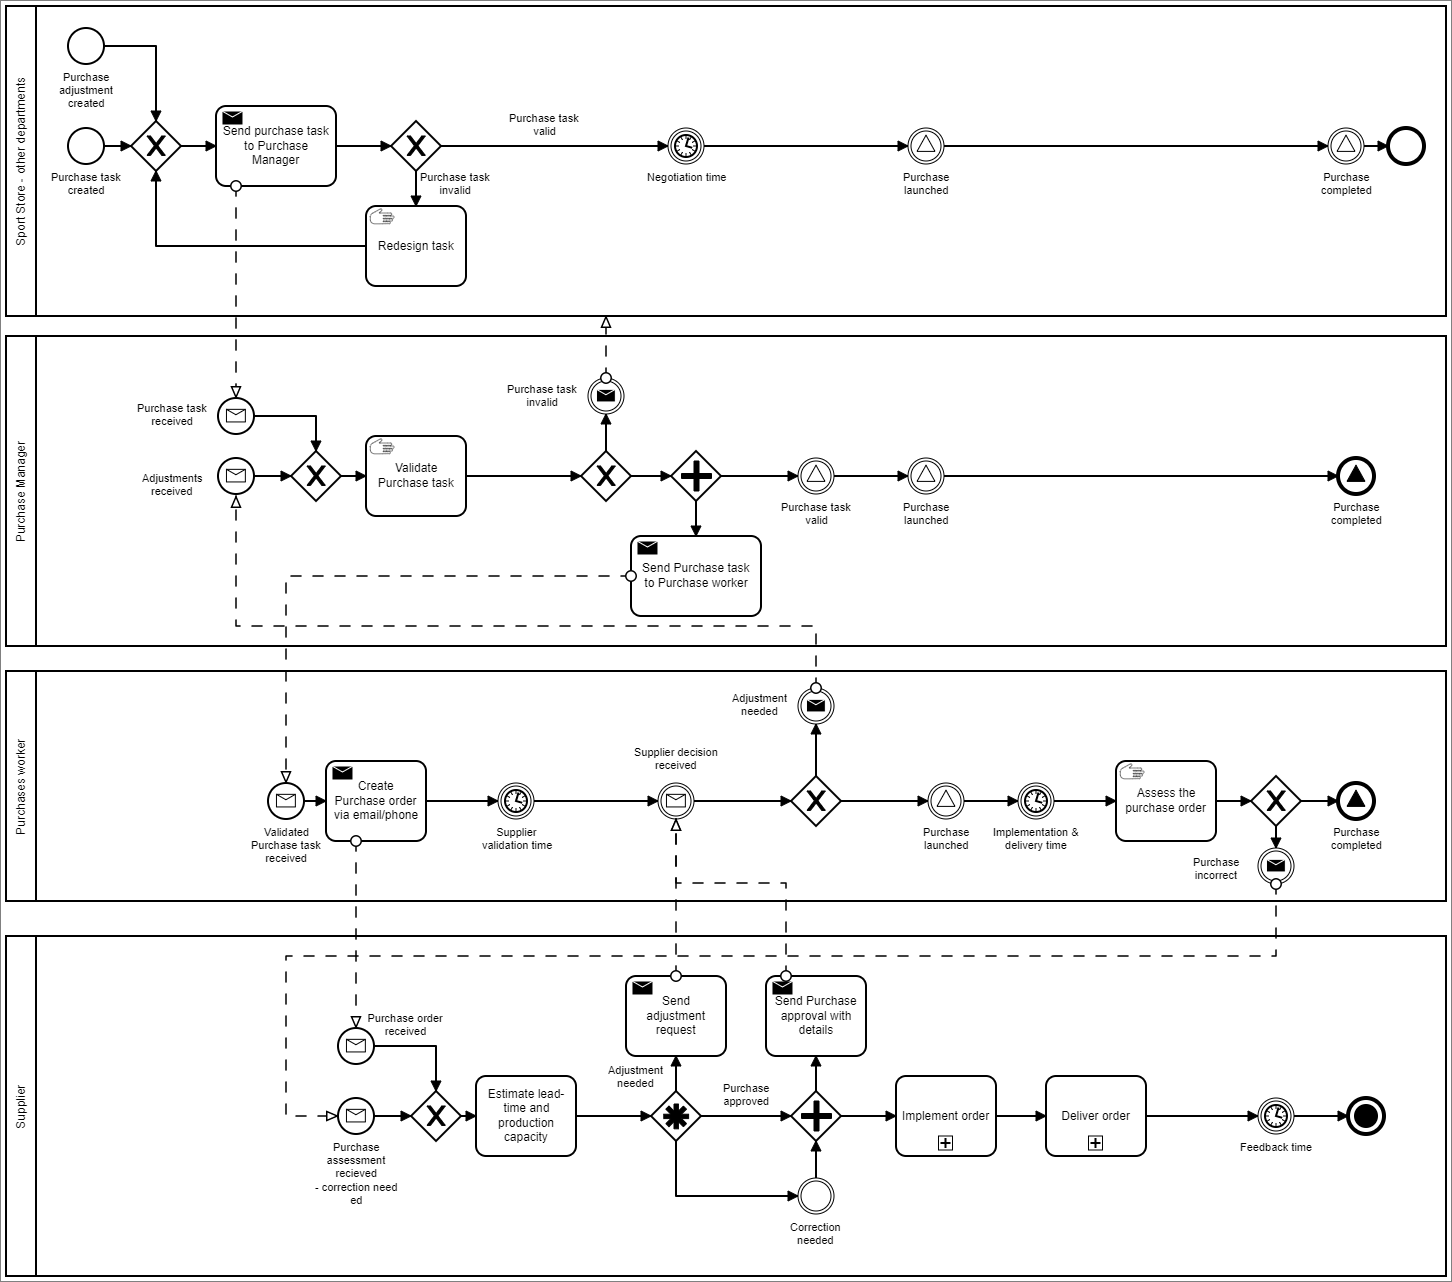 Sport Store - other departments
Purchase
adjustment
created
Purchase task
created
Send purchase task
to Purchase
Manager
Purchase task
valid
Purchase task
invalid
Redesign task
Negotiation time
Purchase
launched
Purchase
completed
Purchase Manager
Purchase task
received
Adjustments
received
Validate
Purchase task
Purchase task
invalid
Send Purchase task
to Purchase worker
Purchase task
valid
Purchase
launched
Purchase
completed
Purchases worker
Validated
Purchase task
received
Create
Purchase order
via email/phone
Supplier
validation time
Supplier decision
received
Adjustment
needed
Purchase
launched
Implementation &
delivery time
Assess the
purchase order
Purchase
incorrect
Purchase
completed
Supplier
Purchase order
received
Purchase
assessment
recieved
- correction need
ed
Estimate lead-
time and
production
capacity
Adjustment
needed
Send
adjustment
request
Purchase
approved
Send Purchase
approval with
details
Correction
needed
Implement order
Deliver order
Feedback time